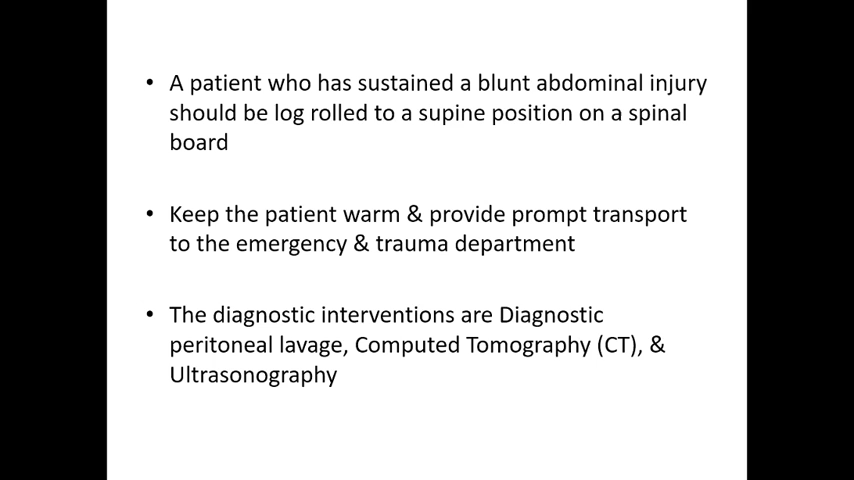 • A patient who has sustained a blunt abdominal injury
should be log rolled to a supine position on a spinal
board
• Keep the patient warm & provide prompt transport
to the emergency & trauma department
• The diagnostic interventions are Diagnostic
peritoneal lavage, Computed Tomography (CT), &
Ultrasonography